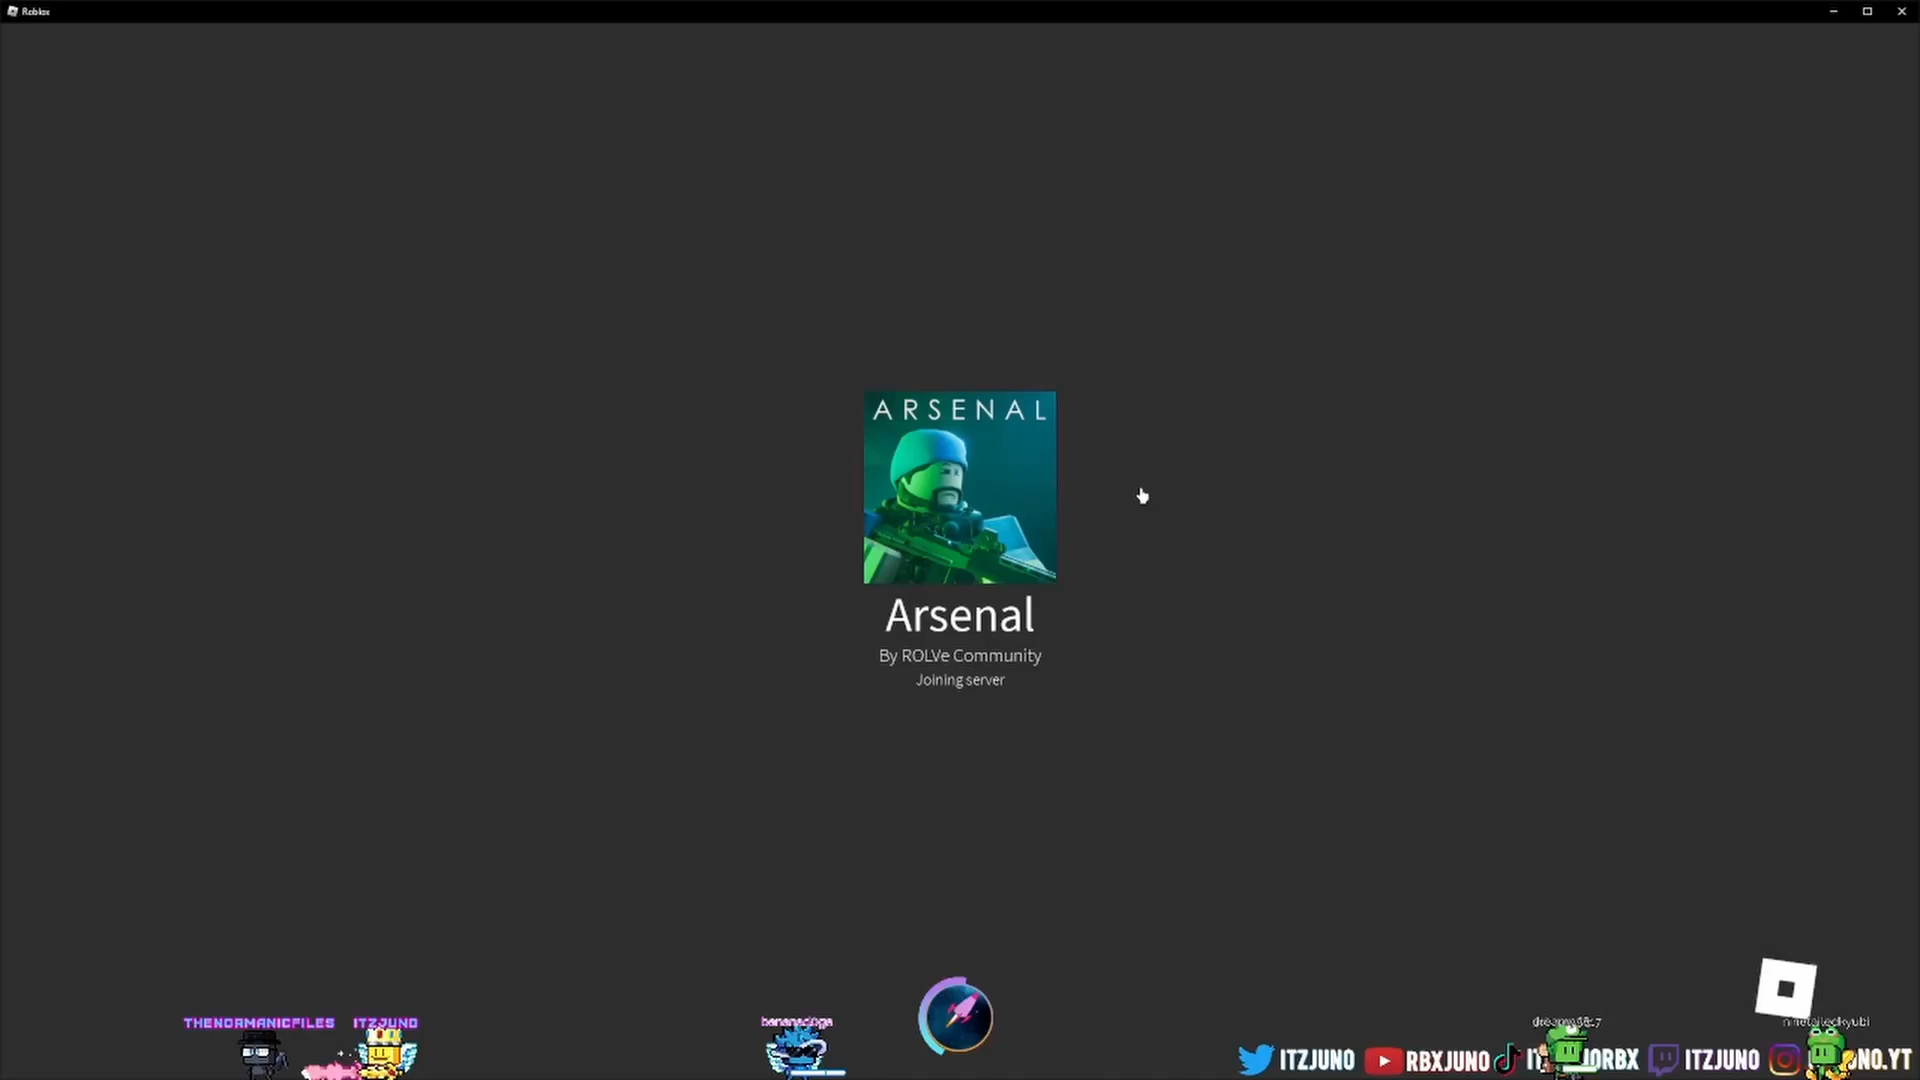 Roblox
ARSENAL
Arsenal
By ROLVe Community
Joining server
THENORMANICFILES
ITZJUNO
ITZJUNO
RBXJUNO
ITZJUNO